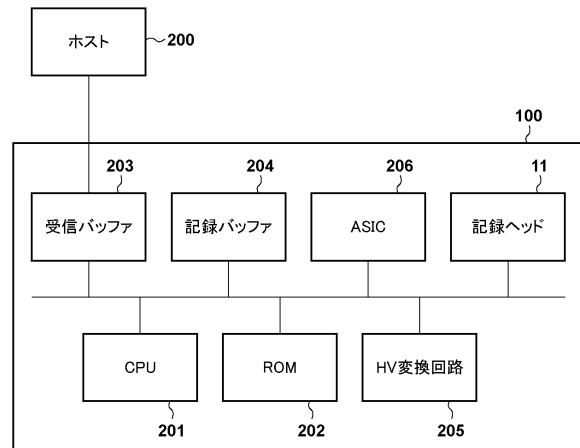 ホスト
200
100
203
204
206
11
受信バッファ
記録バッファ
ASIC
記録ヘッド
CPU
ROM
HV変換回路
201
202
205